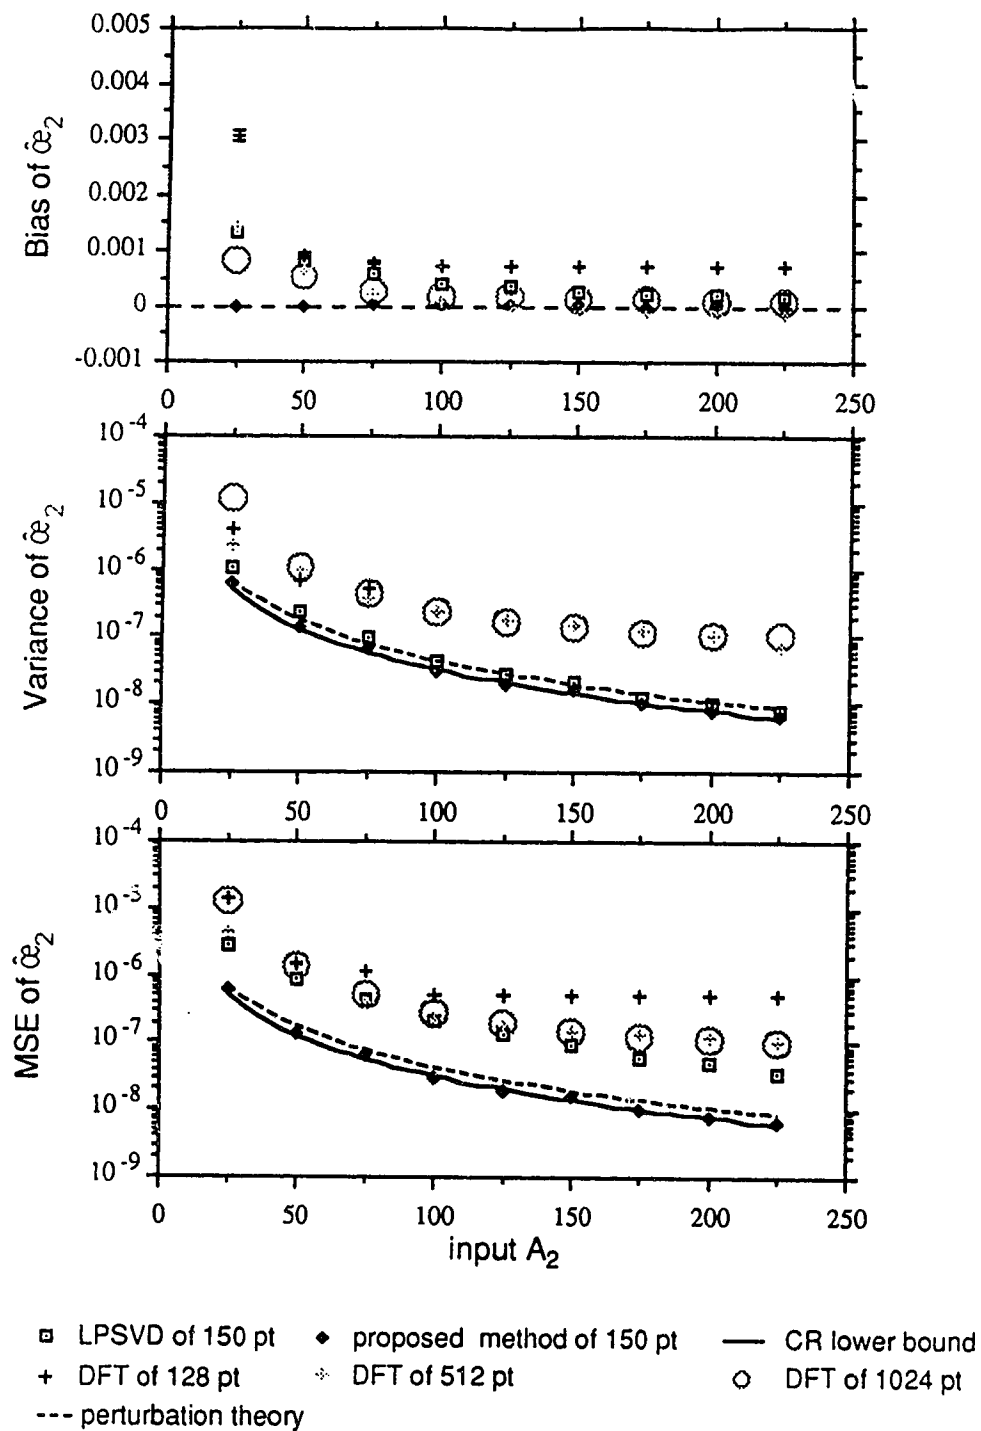 0.005
0.004
0.003
0.002
0.001
0
-0.001
Bias of œ̂₂
0 50 100 150 200 250
10⁻⁴
10⁻⁵
10⁻⁶
10⁻⁷
10⁻⁸
10⁻⁹
Variance of œ̂₂
0 50 100 150 200 250
10⁻⁴
10⁻⁵
10⁻⁶
10⁻⁷
10⁻⁸
10⁻⁹
MSE of œ̂₂
0 50 100 150 200 250
input A₂
LPSVD of 150 pt proposed method of 150 pt CR lower bound
DFT of 128 pt DFT of 512 pt DFT of 1024 pt
perturbation theory